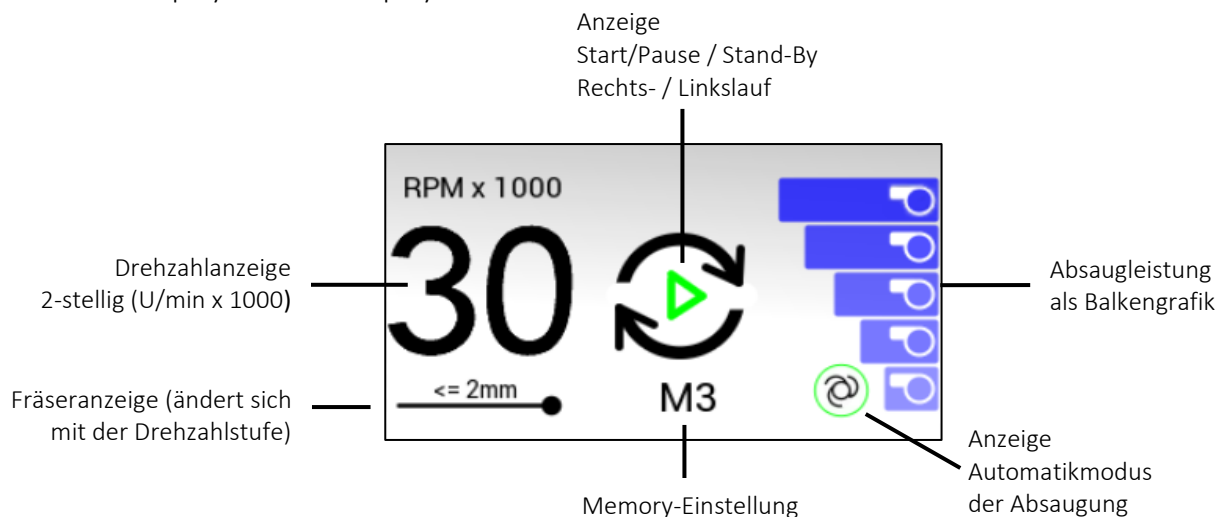 Anzeige
Start/Pause / Stand-By
Rechts- / Linkslauf
RPM x 1000
30
Drehzahlanzeige
2-stellig (U/min x 1000)
Absaugleistung
als Balkengrafik
<= 2mm
M3
Fräseranzeige (ändert sich
mit der Drehzahlstufe)
Anzeige
Automatikmodus
der Absaugung
Memory-Einstellung